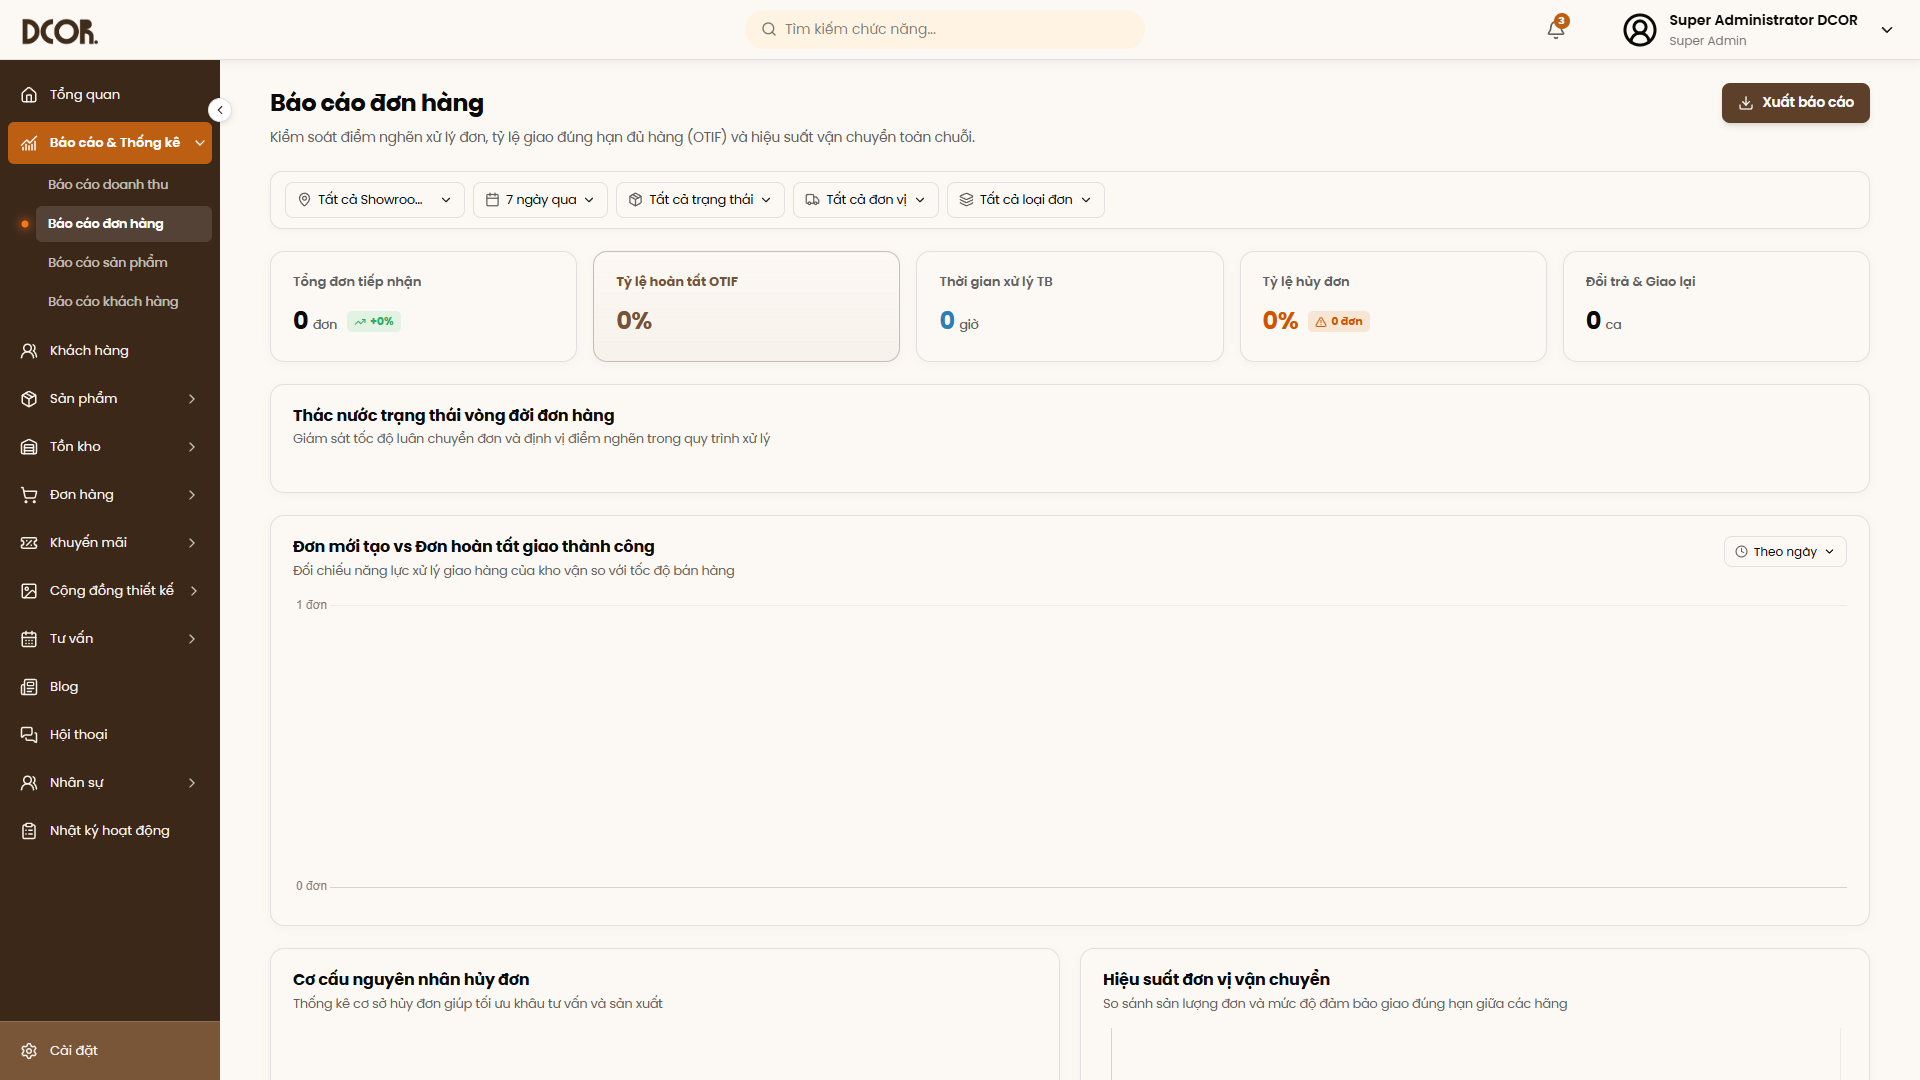 DCOR.
Tìm kiếm chức năng...
3
Super Administrator DCOR
Super Admin
Tổng quan
Báo cáo & Thống kê
Báo cáo doanh thu
Báo cáo đơn hàng
Báo cáo sản phẩm
Báo cáo khách hàng
Khách hàng
Sản phẩm
Tồn kho
Đơn hàng
Khuyến mãi
Cộng đồng thiết kế
Tư vấn
Blog
Hội thoại
Nhân sự
Nhật ký hoạt động
Cài đặt
Báo cáo đơn hàng
Kiểm soát điểm nghẽn xử lý đơn, tỷ lệ giao đúng hạn đủ hàng (OTIF) và hiệu suất vận chuyển toàn chuỗi.
Xuất báo cáo
Tất cả Showroo...
7 ngày qua
Tất cả trạng thái
Tất cả đơn vị
Tất cả loại đơn
Tổng đơn tiếp nhận
0 đơn +0%
Tỷ lệ hoàn tất OTIF
0%
Thời gian xử lý TB
0 giờ
Tỷ lệ hủy đơn
0% 0 đơn
Đổi trả & Giao lại
0 ca
Thác nước trạng thái vòng đời đơn hàng
Giám sát tốc độ luân chuyển đơn và định vị điểm nghẽn trong quy trình xử lý
Đơn mới tạo vs Đơn hoàn tất giao thành công
Đối chiếu năng lực xử lý giao hàng của kho vận so với tốc độ bán hàng
Theo ngày
1 đơn
0 đơn
Cơ cấu nguyên nhân hủy đơn
Thống kê cơ sở hủy đơn giúp tối ưu khâu tư vấn và sản xuất
Hiệu suất đơn vị vận chuyển
So sánh sản lượng đơn và mức độ đảm bảo giao đúng hạn giữa các hãng